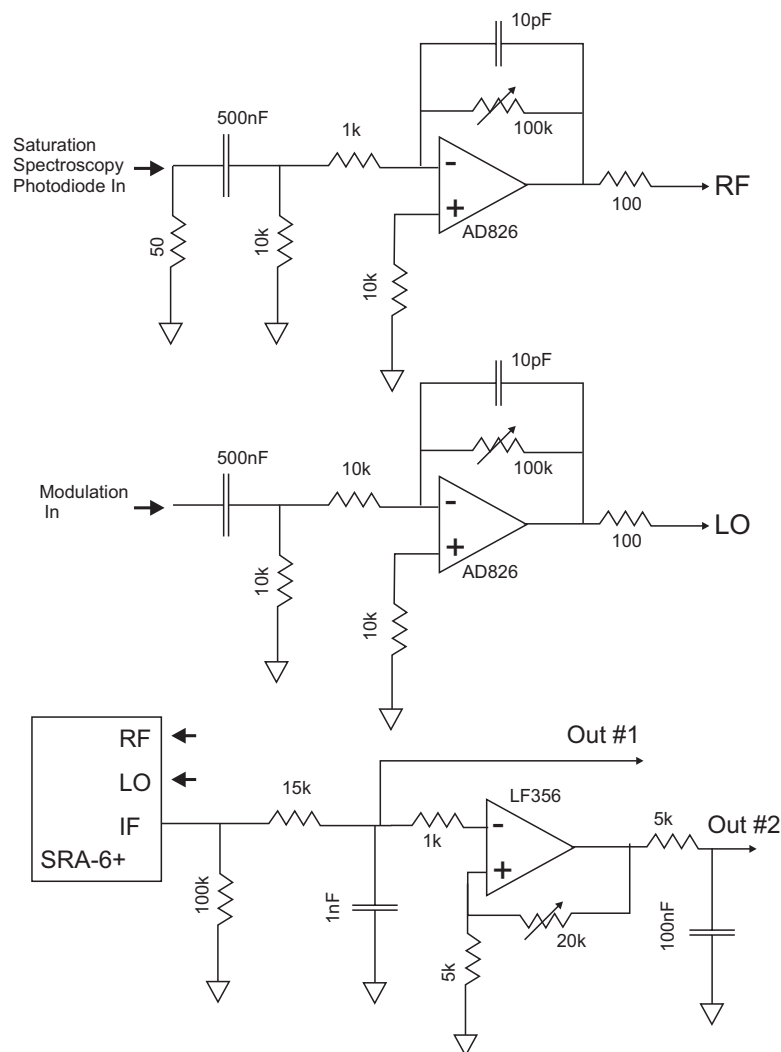 10pF
100k
500nF
1k
Saturation
Spectroscopy
Photodiode In
-
+
AD826
100
RF
50
10k
10k
10pF
100k
500nF
10k
Modulation
In
-
+
AD826
100
LO
10k
10k
RF
LO
IF
SRA-6+
15k
Out #1
LF356
1k
-
+
5k
Out #2
100k
1nF
20k
5k
100nF